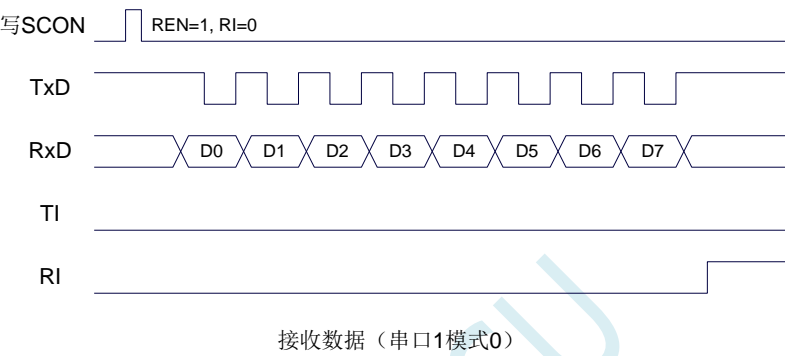 写SCON REN=1, RI=0
TxD
RxD D0 D1 D2 D3 D4 D5 D6 D7
TI
RI
接收数据（串口1模式0）